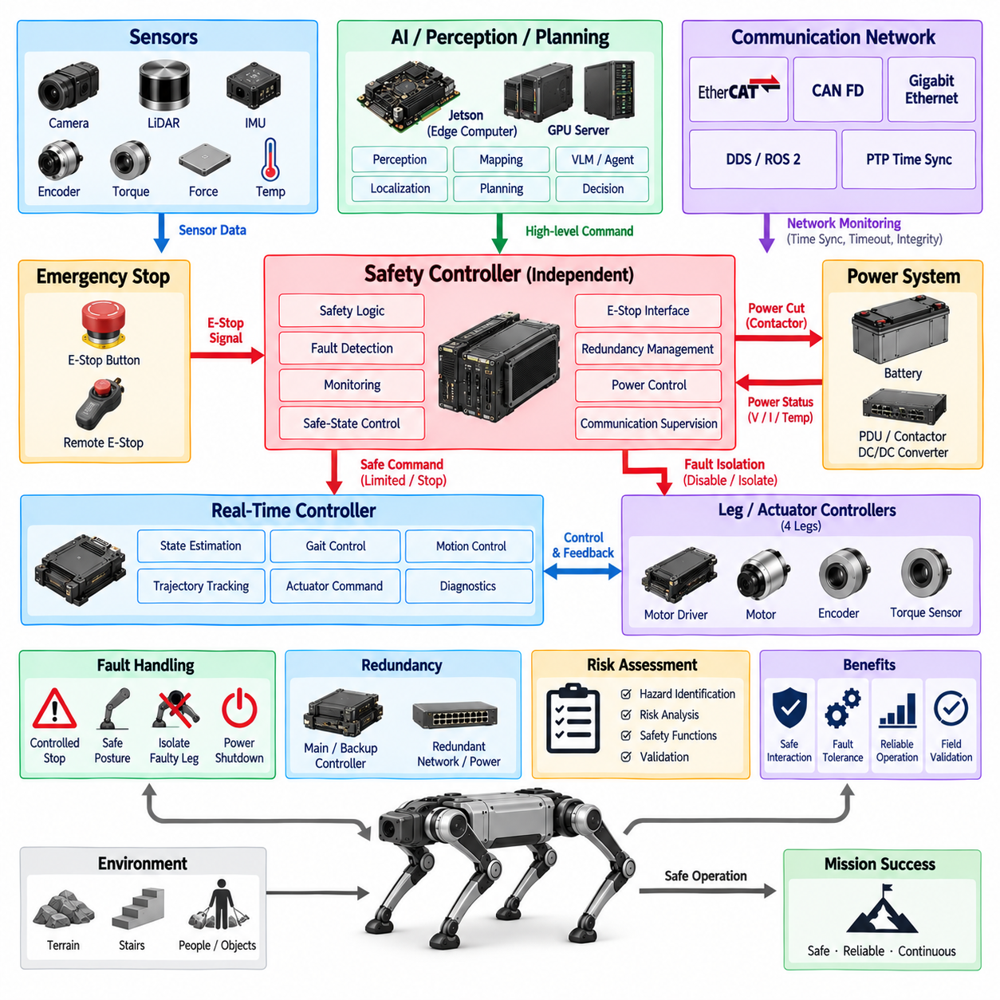 Sensors
Camera
LiDAR
IMU
Encoder
Torque
Force
Temp
AI / Perception / Planning
Jetson
(Edge Computer)
GPU Server
Perception
Mapping
VLM / Agent
Localization
Planning
Decision
Communication Network
EtherCAT
CAN FD
Gigabit
Ethernet
DDS / ROS 2
PTP Time Sync
Sensor Data
High-level Command
Network Monitoring
(Time Sync, Timeout, Integrity)
Emergency Stop
E-Stop Button
Remote E-Stop
E-Stop
Signal
Safety Controller (Independent)
Safety Logic
Fault Detection
Monitoring
Safe-State Control
E-Stop Interface
Redundancy Management
Power Control
Communication Supervision
Power Cut
(Contactor)
Power Status
(V / I / Temp)
Power System
Battery
PDU / Contactor
DC/DC Converter
Safe Command
(Limited / Stop)
Fault Isolation
(Disable / Isolate)
Real-Time Controller
State Estimation
Gait Control
Motion Control
Trajectory Tracking
Actuator Command
Diagnostics
Control
& Feedback
Leg / Actuator Controllers
(4 Legs)
Motor Driver
Motor
Encoder
Torque Sensor
Fault Handling
Controlled
Stop
Safe
Posture
Isolate
Faulty Leg
Power
Shutdown
Redundancy
Main / Backup
Controller
Redundant
Network / Power
Risk Assessment
Hazard Identification
Risk Analysis
Safety Functions
Validation
Benefits
Safe
Interaction
Fault
Tolerance
Reliable
Operation
Field
Validation
Environment
Terrain
Stairs
People / Objects
Safe Operation
Mission Success
Safe · Reliable · Continuous